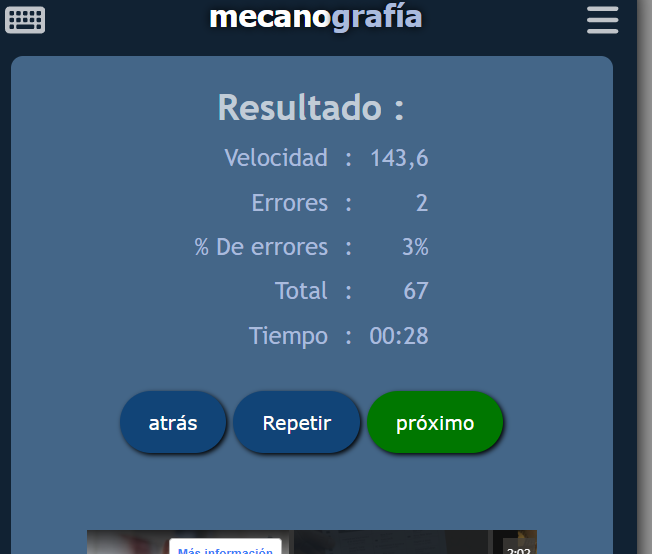 mecanografía
Resultado :
Velocidad : 143,6
Errores : 2
% De errores : 3%
Total : 67
Tiempo : 00:28
atrás Repetir próximo
Más información 2:02